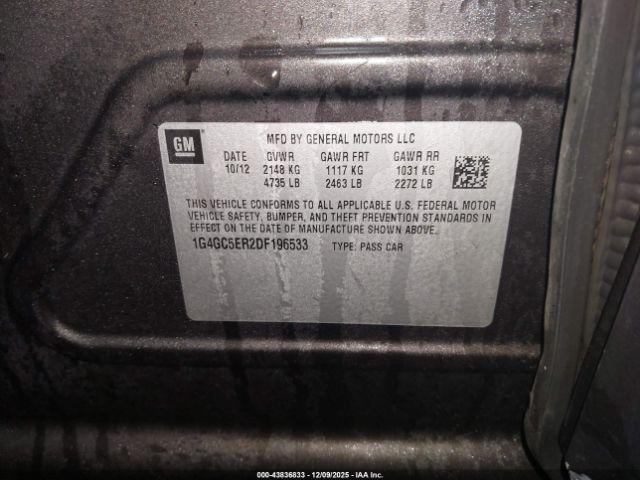 GM
MFD BY GENERAL MOTORS LLC
DATE GVWR GAWR FRT GAWR RR
10/12 2148 KG 1117 KG 1031 KG
4735 LB 2463 LB 2272 LB
THIS VEHICLE CONFORMS TO ALL APPLICABLE U.S. FEDERAL MOTOR
VEHICLE SAFETY, BUMPER, AND THEFT PREVENTION STANDARDS IN
EFFECT ON THE DATE OF MANUFACTURE SHOWN ABOVE.
1G4GC5ER2DF196533 TYPE: PASS CAR
000-43836833 - 12/09/2025 - IAA Inc.